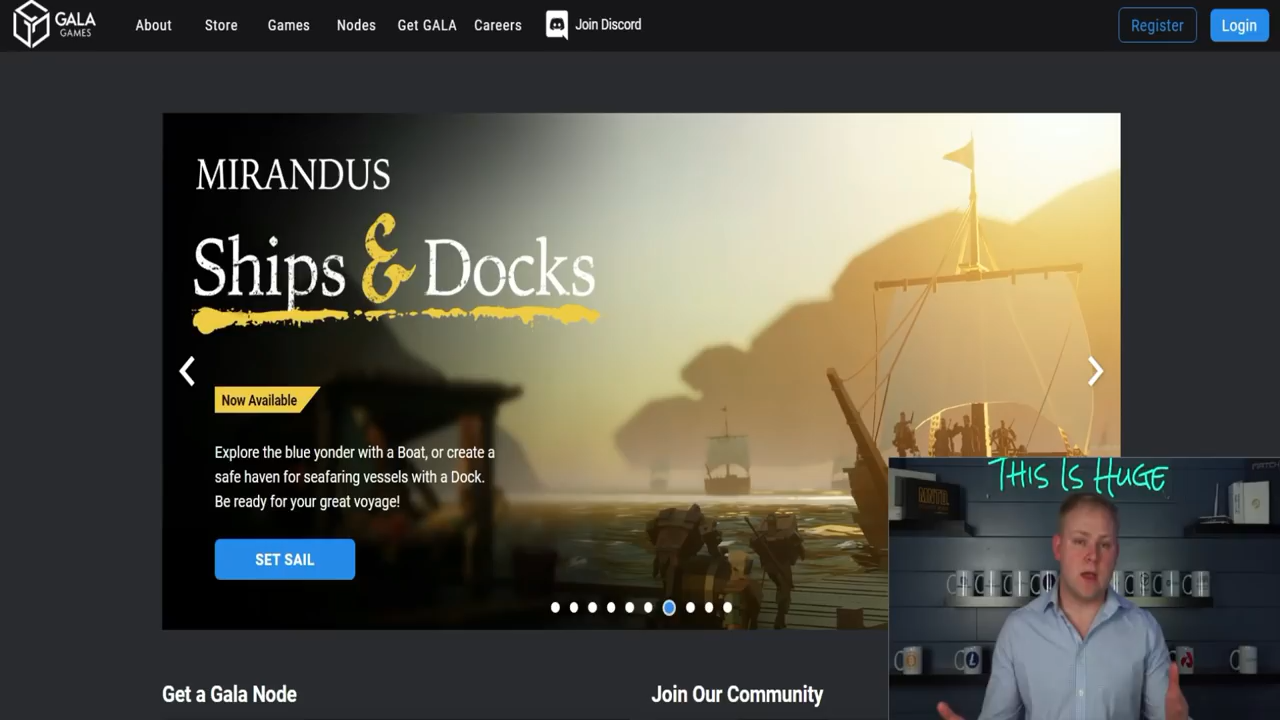 GALA
GAMES
About
Store
Games
Nodes
Get GALA
Careers
Join Discord
Register
Login
MIRANDUS
Ships & Docks
Now Available
Explore the blue yonder with a Boat, or create a
safe haven for seafaring vessels with a Dock.
Be ready for your great voyage!
SET SAIL
THIS IS HUGE
Get a Gala Node
Join Our Community